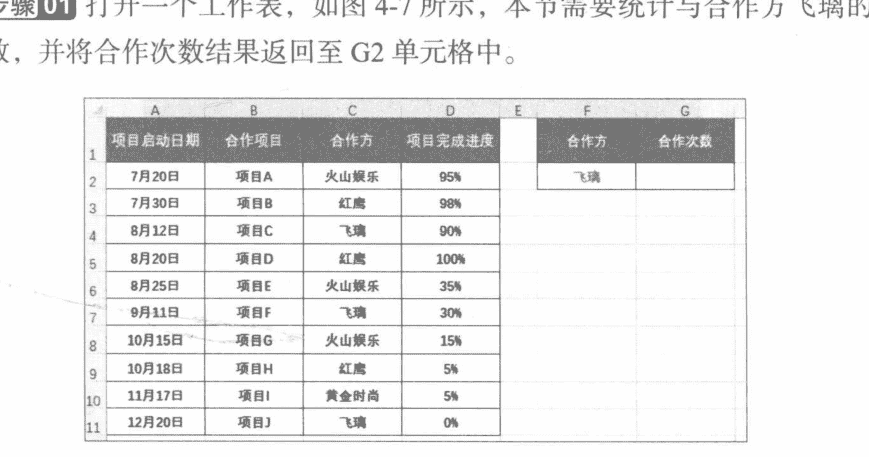 步骤 01 打开一个工作表，如图 4-7 所示，本节需要统计与合作方飞璃的
数，并将合作次数结果返回至 G2 单元格中。
A B C D E F G
1 项目启动日期 合作项目 合作方 项目完成进度 合作方 合作次数
2 7月20日 项目A 火山娱乐 95% 飞璃
3 7月30日 项目B 红鹰 98%
4 8月12日 项目C 飞璃 90%
5 8月20日 项目D 红鹰 100%
6 8月25日 项目E 火山娱乐 35%
7 9月11日 项目F 飞璃 30%
8 10月15日 项目G 火山娱乐 15%
9 10月18日 项目H 红鹰 5%
10 11月17日 项目I 黄金时尚 5%
11 12月20日 项目J 飞璃 0%